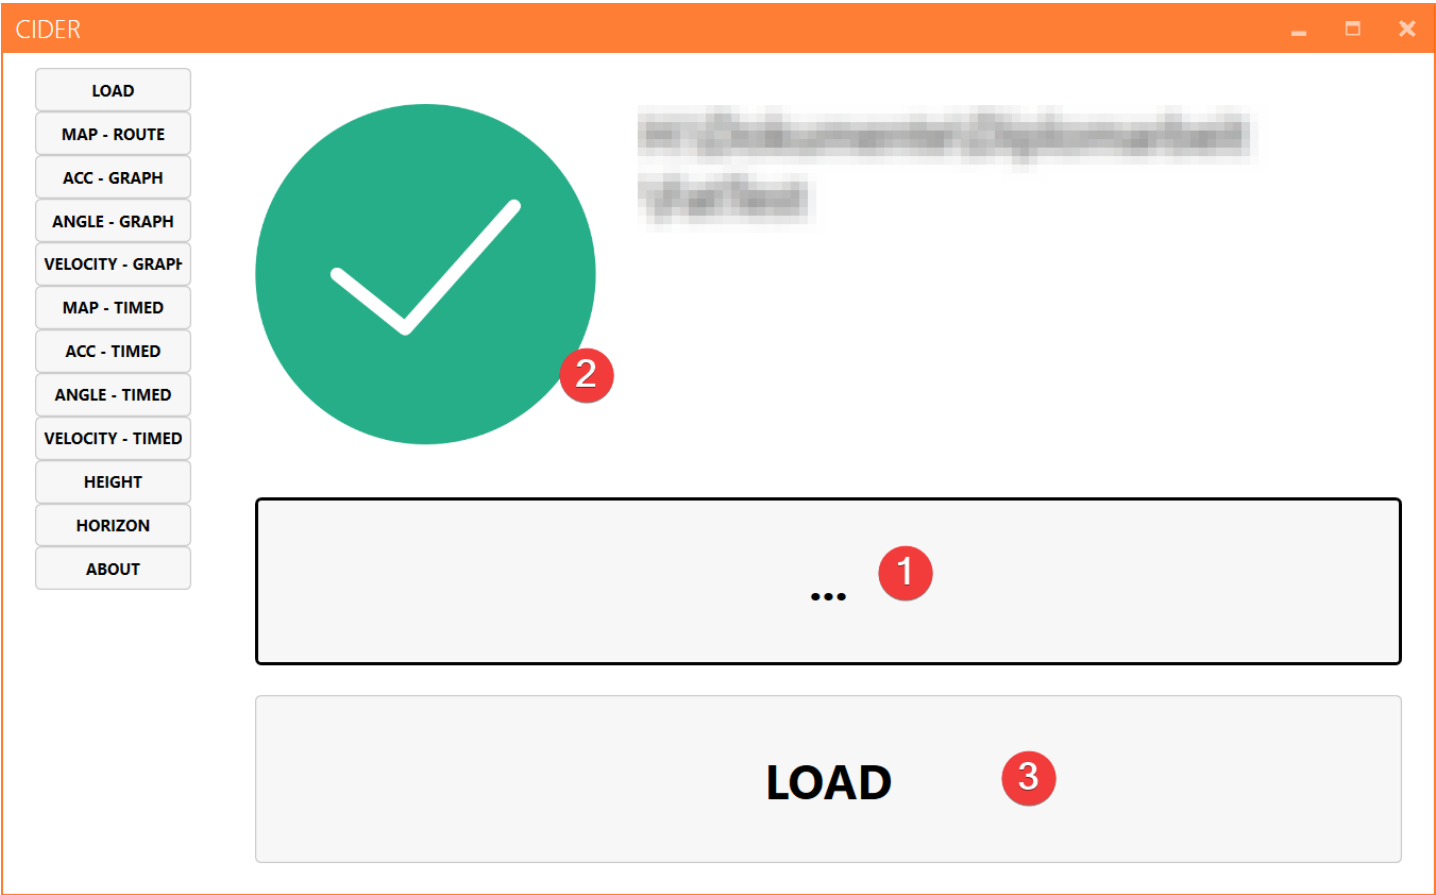 CIDER
LOAD
MAP - ROUTE
ACC - GRAPH
ANGLE - GRAPH
VELOCITY - GRAPH
MAP - TIMED
ACC - TIMED
ANGLE - TIMED
VELOCITY - TIMED
HEIGHT
HORIZON
ABOUT
2
... 1
LOAD 3